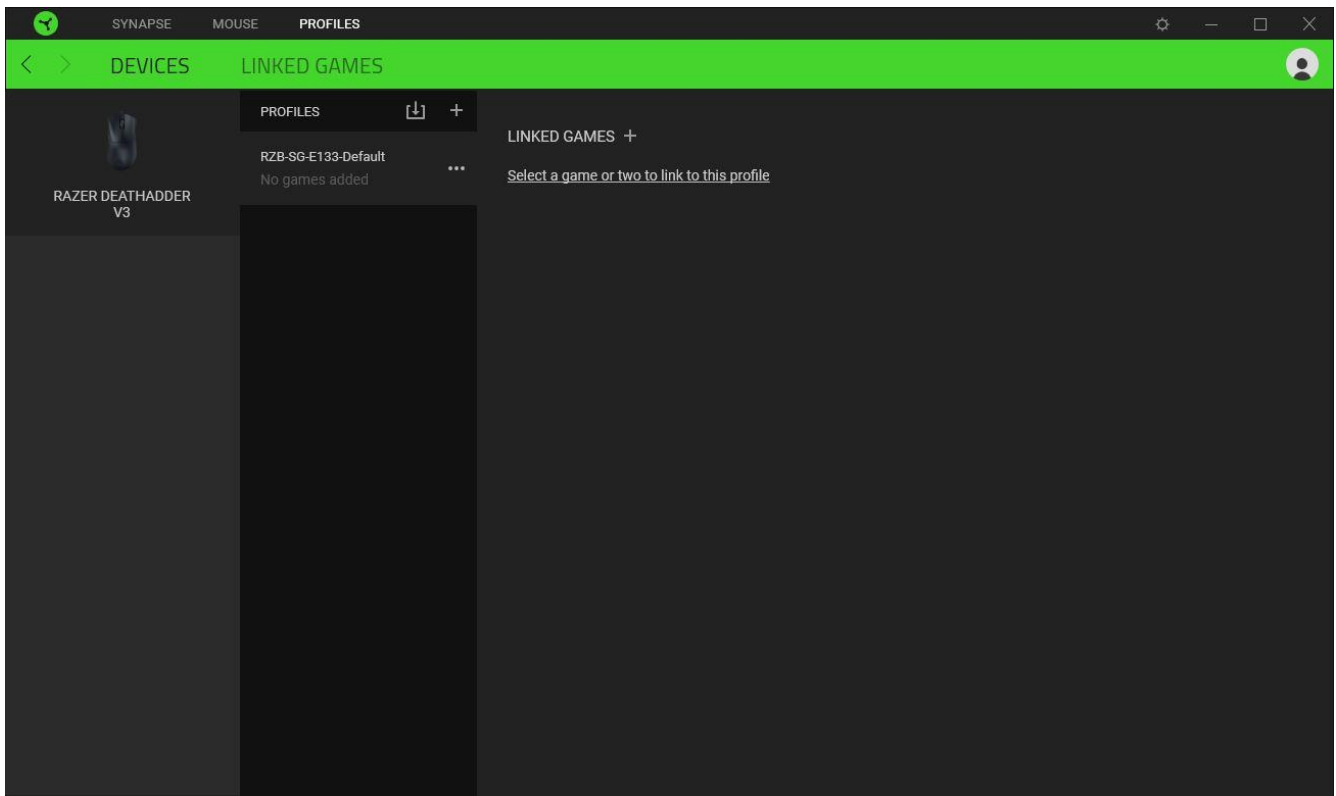 SYNAPSE MOUSE PROFILES
DEVICES LINKED GAMES
RAZER DEATHADDER
V3
PROFILES
RZB-SG-E133-Default
No games added
LINKED GAMES
Select a game or two to link to this profile